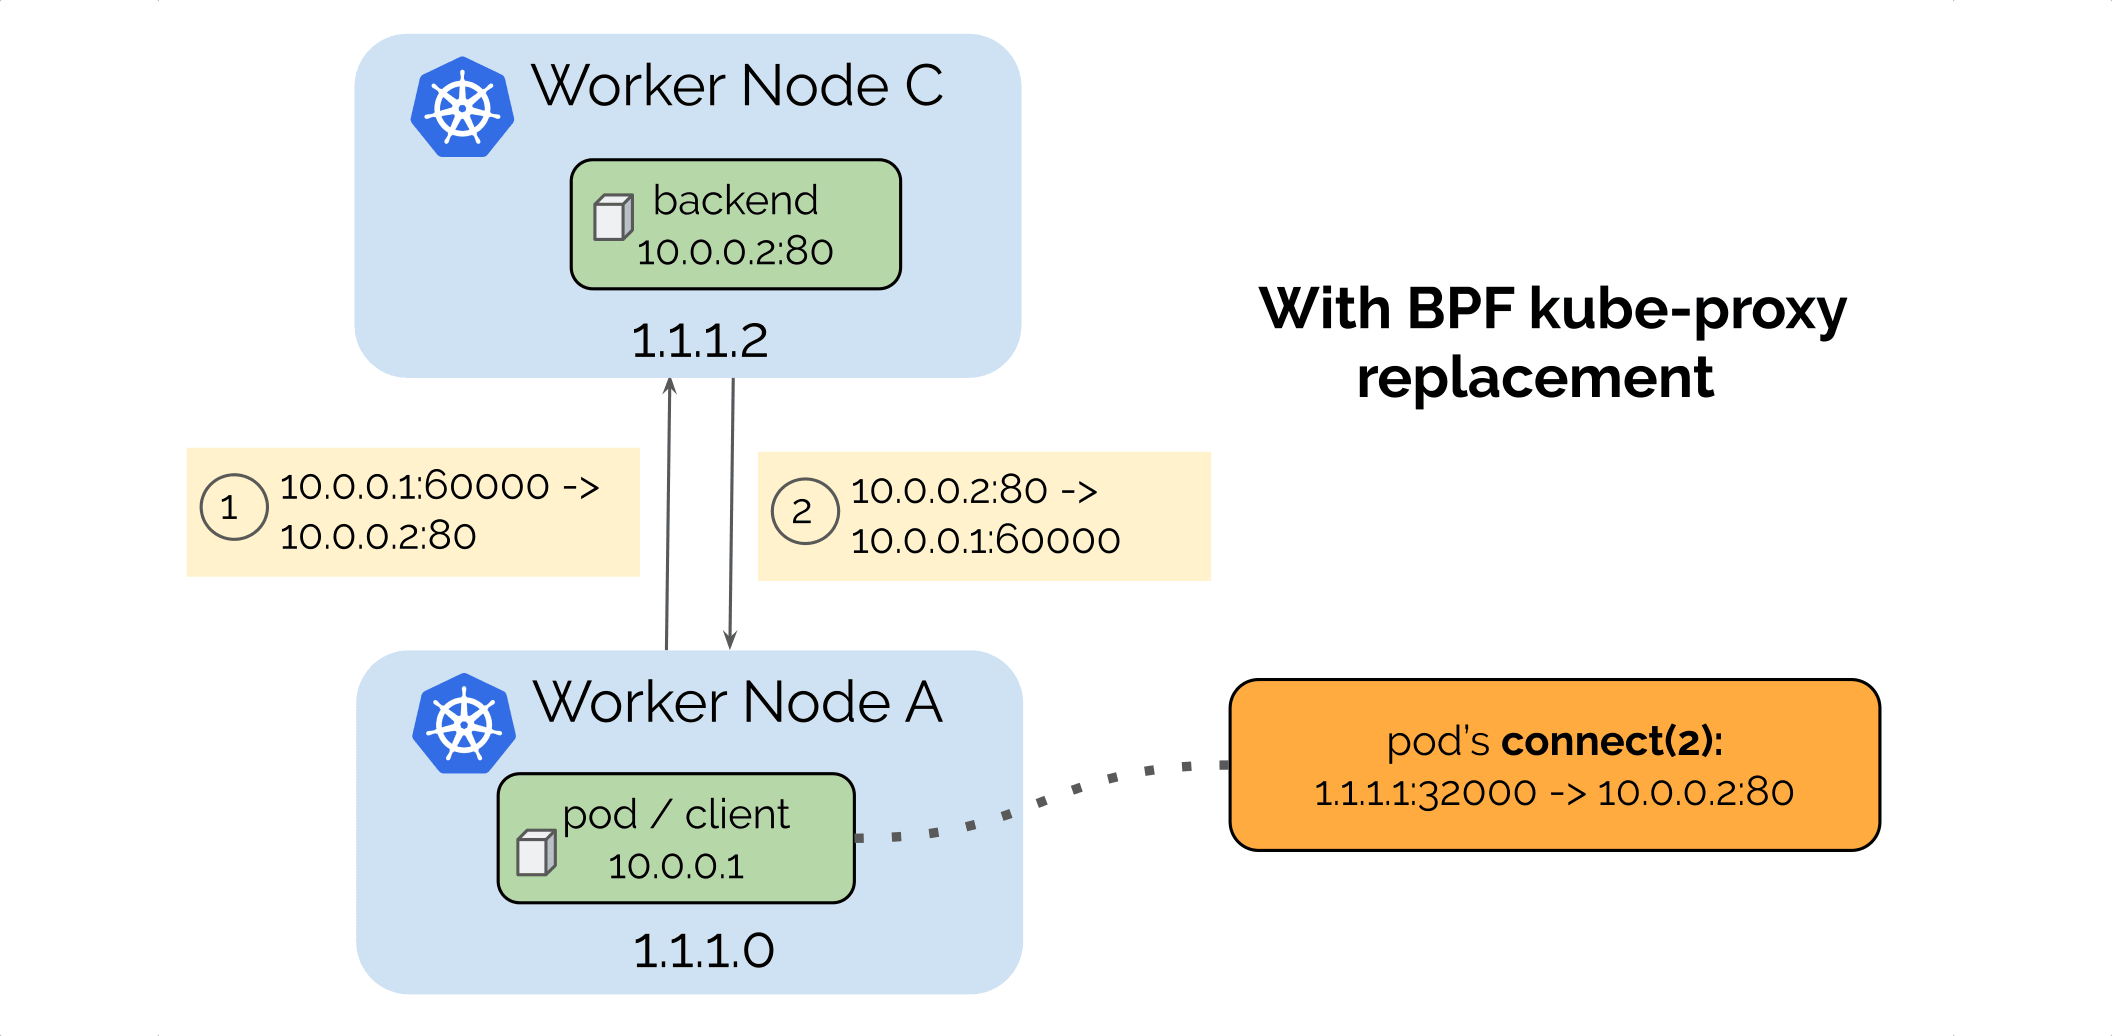 Worker Node C
backend
10.0.0.2:80
1.1.1.2
With BPF kube-proxy
replacement
1
10.0.0.1:60000 ->
10.0.0.2:80
2
10.0.0.2:80 ->
10.0.0.1:60000
Worker Node A
pod / client
10.0.0.1
1.1.1.0
pod’s connect(2):
1.1.1.1:32000 -> 10.0.0.2:80